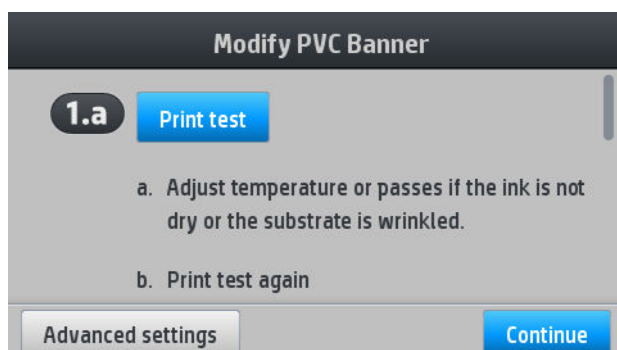 Modify PVC Banner
1.a Print test
a. Adjust temperature or passes if the ink is not
dry or the substrate is wrinkled.
b. Print test again
Advanced settings Continue